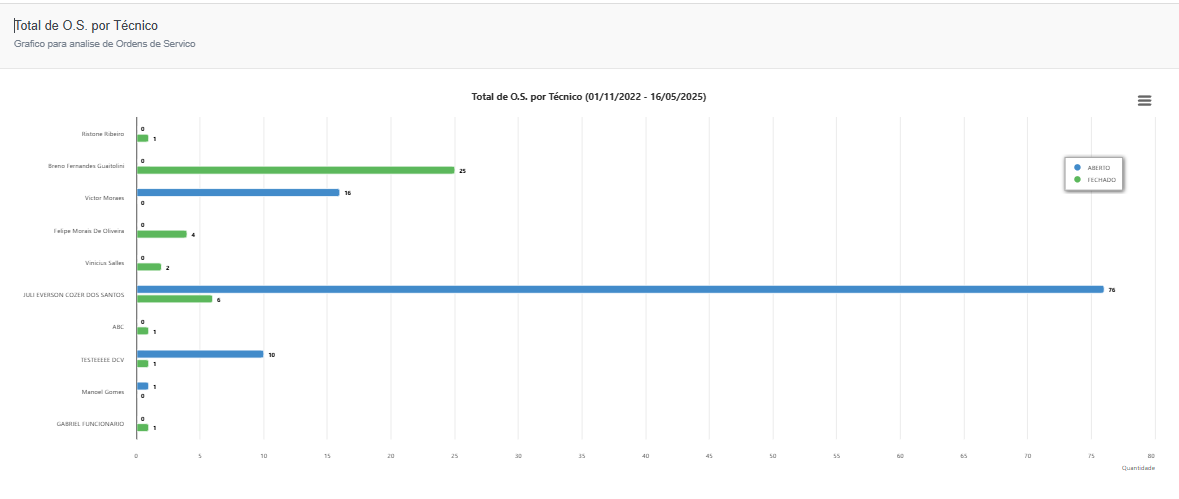 Total de O.S. por Técnico
Grafico para analise de Ordens de Servico
Total de O.S. por Técnico (01/11/2022 - 16/05/2025)
Ristone Ribeiro
0
1
Breno Fernandes Guaitolini
0
25
ABERTO
FECHADO
Victor Moraes
16
0
Felipe Morais De Oliveira
0
4
Vinicius Salles
0
2
JULI EVERSON COZER DOS SANTOS
76
6
ABC
0
1
TESTEEEEE DCV
10
1
Manoel Gomes
1
0
GABRIEL FUNCIONARIO
0
1
0 5 10 15 20 25 30 35 40 45 50 55 60 65 70 75 80
Quantidade